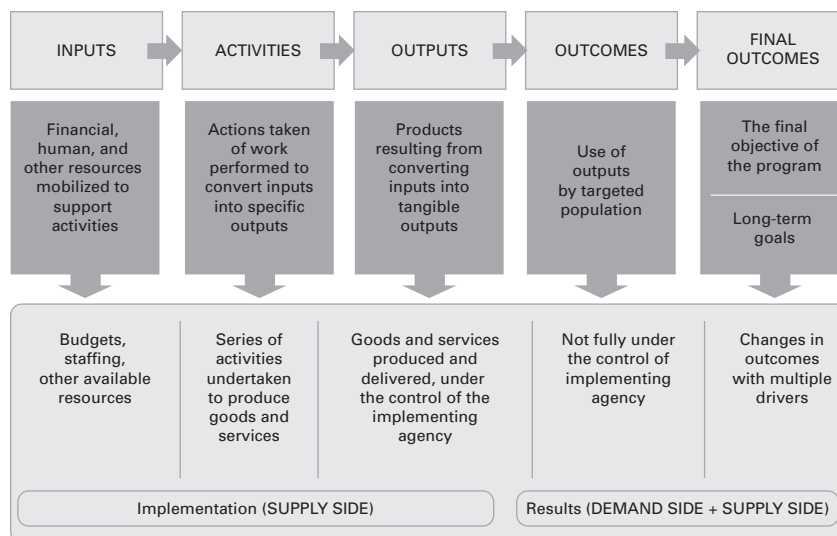 INPUTS
ACTIVITIES
OUTPUTS
OUTCOMES
FINAL
OUTCOMES
Financial,
human, and
other resources
mobilized to
support
activities
Actions taken
of work
performed to
convert inputs
into specific
outputs
Products
resulting from
converting
inputs into
tangible
outputs
Use of
outputs
by targeted
population
The final
objective of
the program
Long-term
goals
Budgets,
staffing,
other available
resources
Series of
activities
undertaken
to produce
goods and
services
Goods and services
produced and
delivered, under
the control of the
implementing
agency
Not fully under
the control of
implementing
agency
Changes in
outcomes
with multiple
drivers
Implementation (SUPPLY SIDE)
Results (DEMAND SIDE + SUPPLY SIDE)